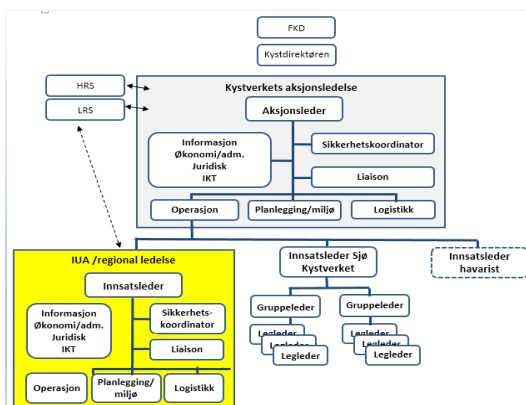 FKD
Kystdirektøren
HRS
LRS
Kystverkets aksjonsledelse
Aksjonsleder
Informasjon
Økonomi/adm.
Juridisk
IKT
Sikkerhetskoordinator
Liaison
Operasjon
Planlegging/miljø
Logistikk
IUA /regional ledelse
Innsatsleder
Informasjon
Økonomi/adm.
Juridisk
IKT
Sikkerhets-
koordinator
Liaison
Operasjon
Planlegging/
miljø
Logistikk
Innsatsleder Sjø
Kystverket
Gruppeleder
Legleder
Legleder
Legleder
Gruppeleder
Legleder
Legleder
Legleder
Innsatsleder
havarist